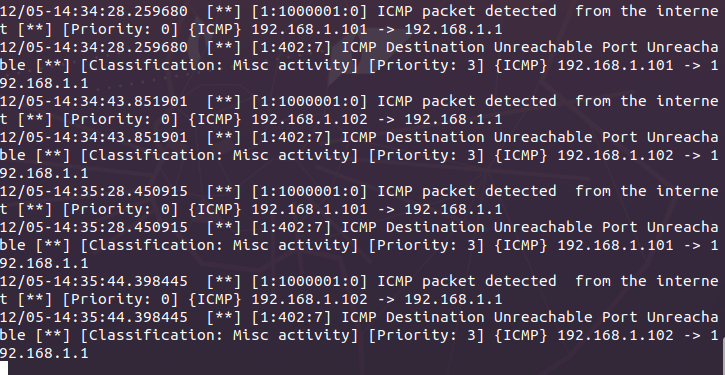 12/05-14:34:28.259680  [**] [1:1000001:0] ICMP packet detected  from the interne
t [**] [Priority: 0] {ICMP} 192.168.1.101 -> 192.168.1.1
12/05-14:34:28.259680  [**] [1:402:7] ICMP Destination Unreachable Port Unreacha
ble [**] [Classification: Misc activity] [Priority: 3] {ICMP} 192.168.1.101 -> 1
92.168.1.1
12/05-14:34:43.851901  [**] [1:1000001:0] ICMP packet detected  from the interne
t [**] [Priority: 0] {ICMP} 192.168.1.102 -> 192.168.1.1
12/05-14:34:43.851901  [**] [1:402:7] ICMP Destination Unreachable Port Unreacha
ble [**] [Classification: Misc activity] [Priority: 3] {ICMP} 192.168.1.102 -> 1
92.168.1.1
12/05-14:35:28.450915  [**] [1:1000001:0] ICMP packet detected  from the interne
t [**] [Priority: 0] {ICMP} 192.168.1.101 -> 192.168.1.1
12/05-14:35:28.450915  [**] [1:402:7] ICMP Destination Unreachable Port Unreacha
ble [**] [Classification: Misc activity] [Priority: 3] {ICMP} 192.168.1.101 -> 1
92.168.1.1
12/05-14:35:44.398445  [**] [1:1000001:0] ICMP packet detected  from the interne
t [**] [Priority: 0] {ICMP} 192.168.1.102 -> 192.168.1.1
12/05-14:35:44.398445  [**] [1:402:7] ICMP Destination Unreachable Port Unreacha
ble [**] [Classification: Misc activity] [Priority: 3] {ICMP} 192.168.1.102 -> 1
92.168.1.1